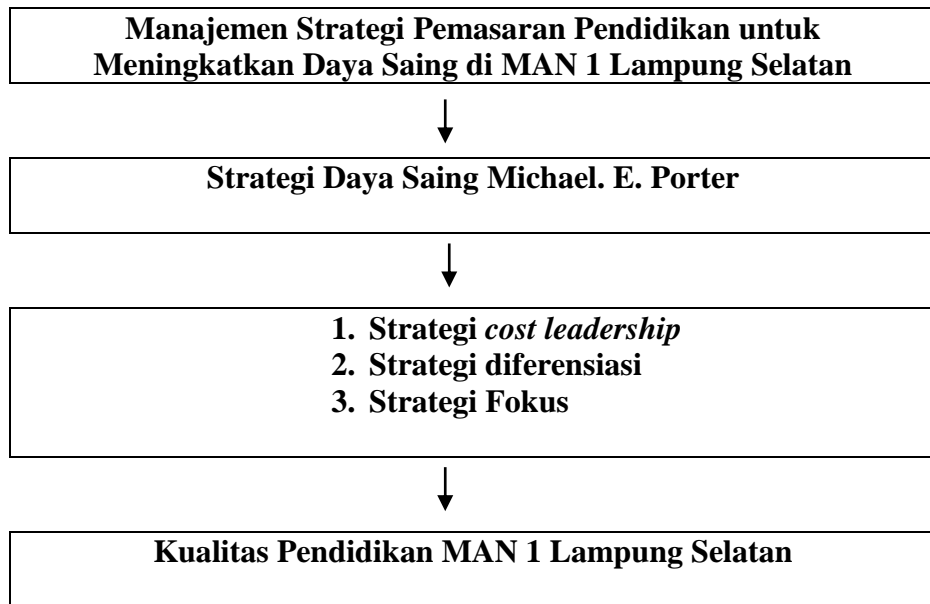 Manajemen Strategi Pemasaran Pendidikan untuk
Meningkatkan Daya Saing di MAN 1 Lampung Selatan
Strategi Daya Saing Michael. E. Porter
1. Strategi cost leadership
2. Strategi diferensiasi
3. Strategi Fokus
Kualitas Pendidikan MAN 1 Lampung Selatan